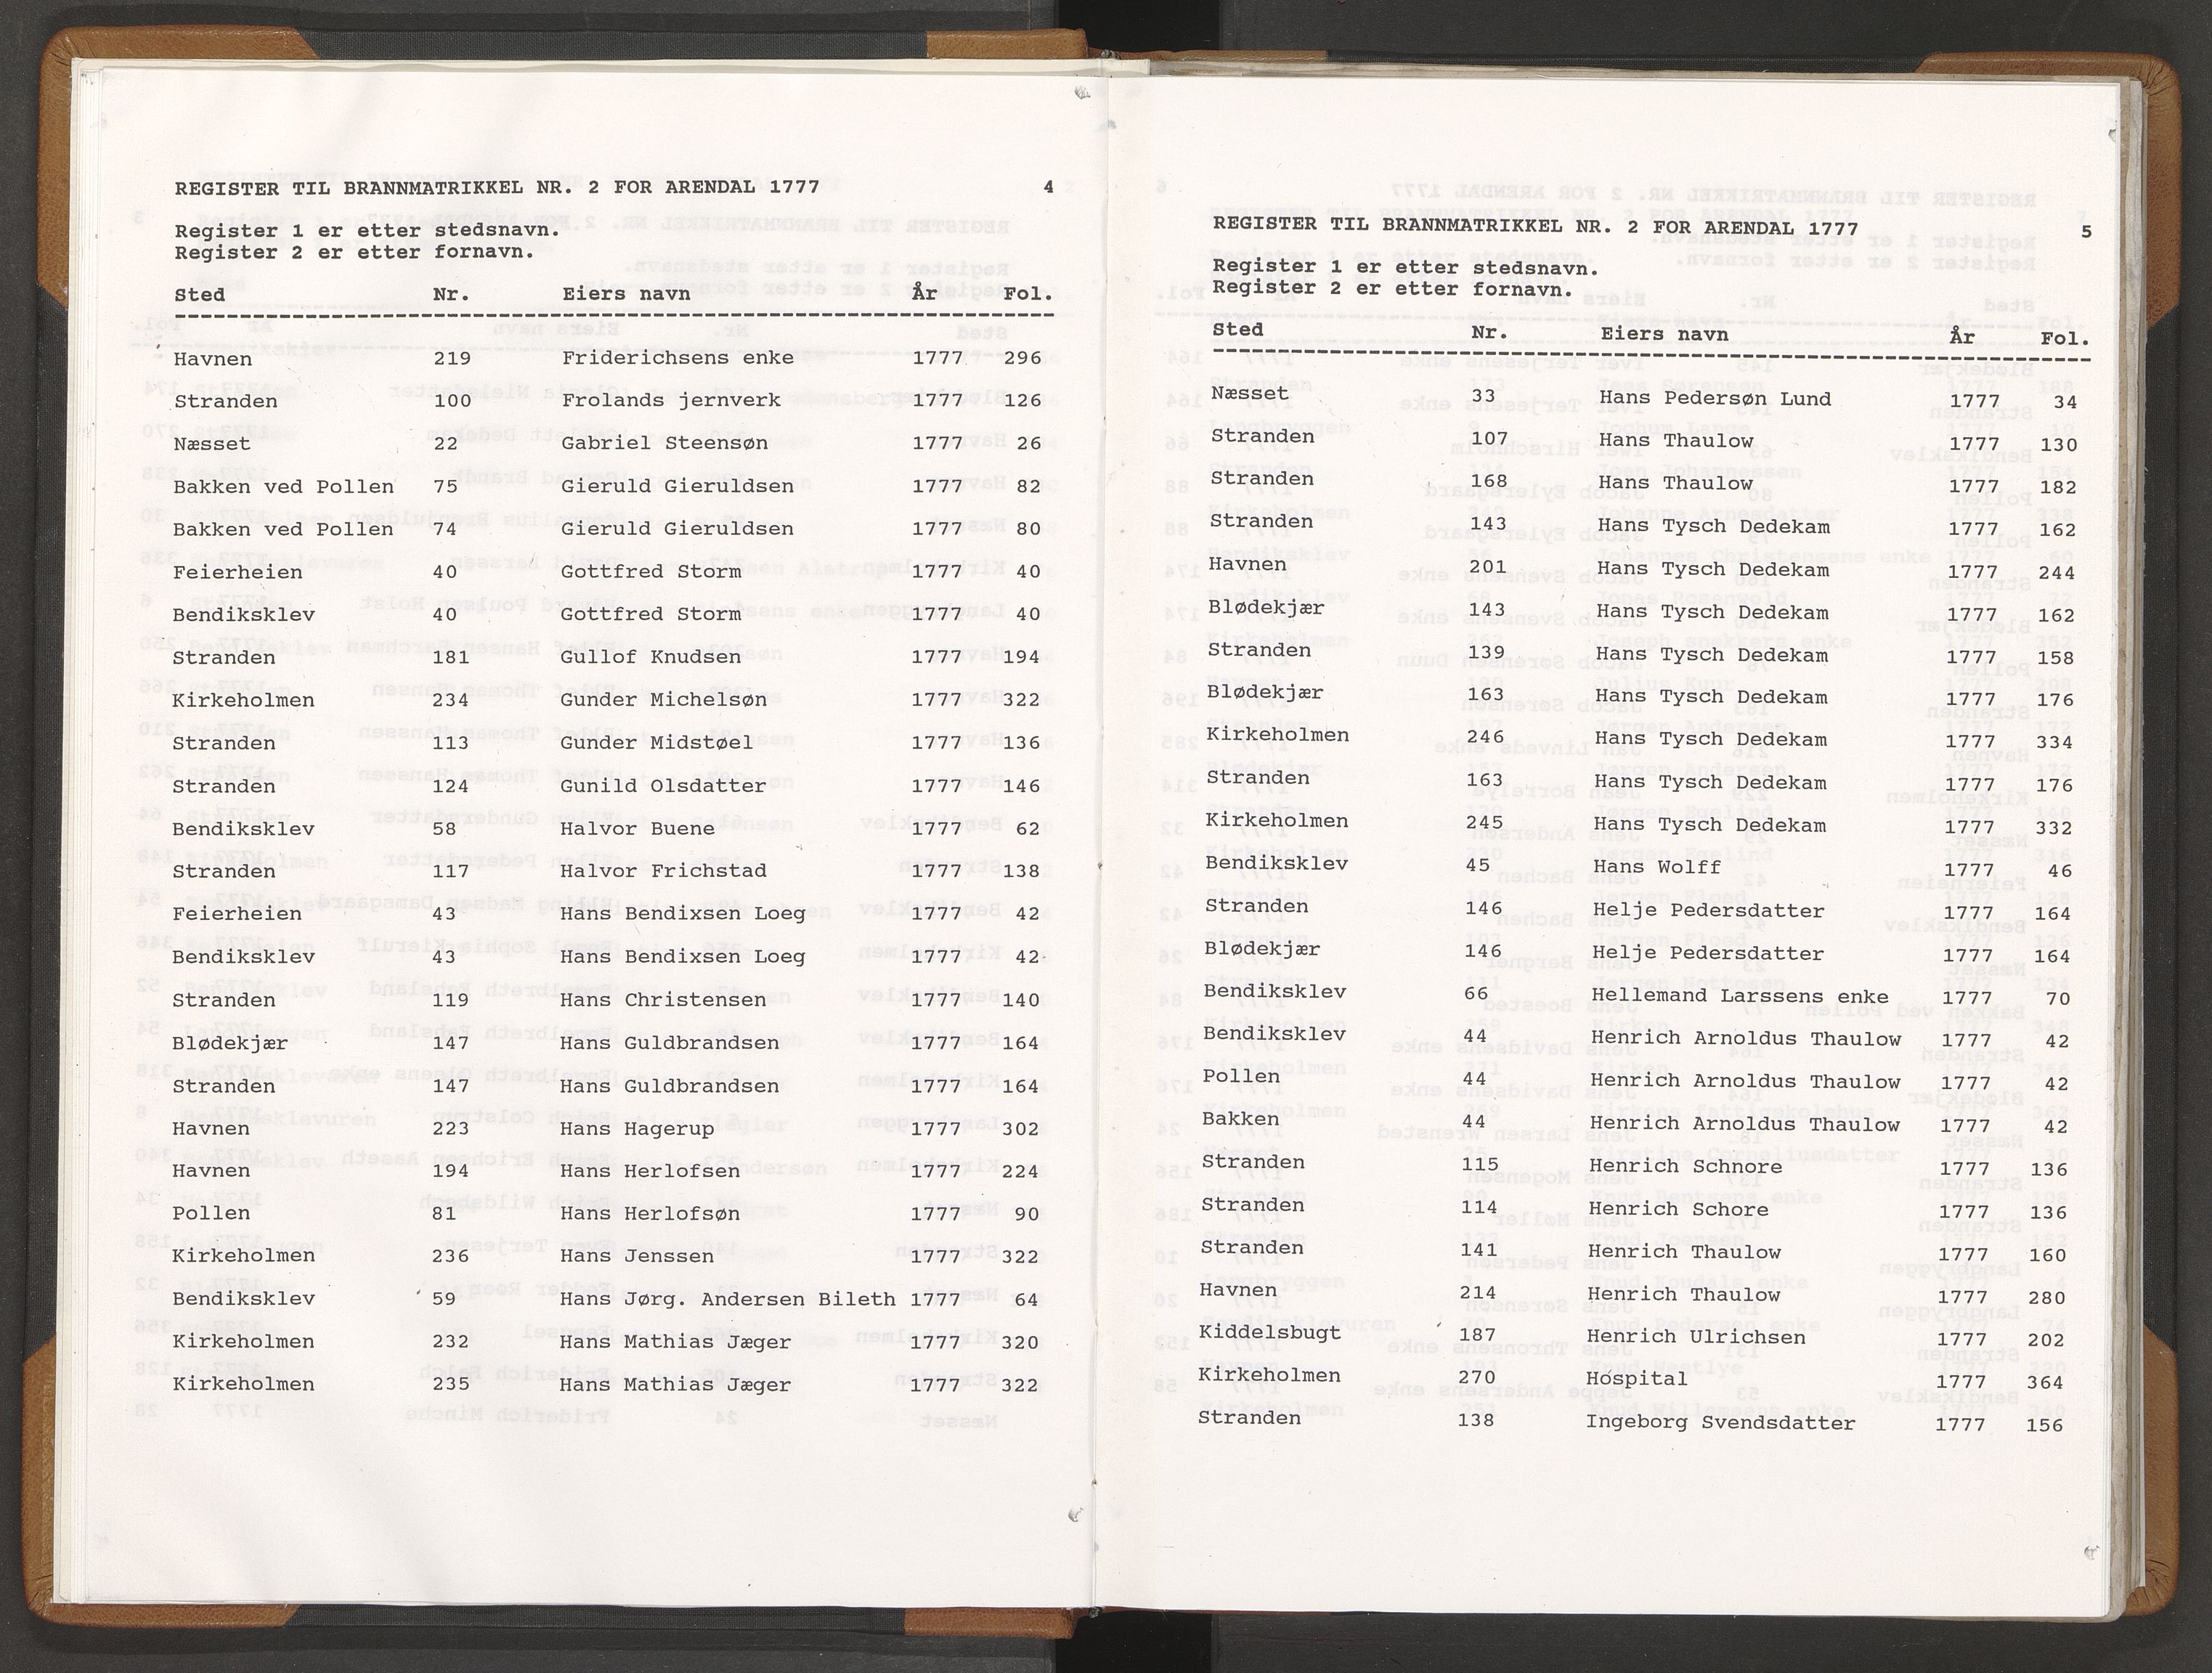 REGISTER TIL BRANNMATRIKKEL NR. 2 FOR ARENDAL 1777 4
Register 1 er etter stedsnavn.
Register 2 er etter fornavn.
Sted Nr. Eiers navn År Fol.
Havnen 219 Friderichsens enke 1777 296
Stranden 100 Frolands jernverk 1777 126
Næsset 22 Gabriel Steensøn 1777 26
Bakken ved Pollen 75 Gieruld Gieruldsen 1777 82
Bakken ved Pollen 74 Gieruld Gieruldsen 1777 80
Feierheien 40 Gottfred Storm 1777 40
Bendiksklev 40 Gottfred Storm 1777 40
Stranden 181 Gullof Knudsen 1777 194
Kirkeholmen 234 Gunder Michelsøn 1777 322
Stranden 113 Gunder Midstøel 1777 136
Stranden 124 Gunild Olsdatter 1777 146
Bendiksklev 58 Halvor Buene 1777 62
Stranden 117 Halvor Frichstad 1777 138
Feierheien 43 Hans Bendixsen Loeg 1777 42
Bendiksklev 43 Hans Bendixsen Loeg 1777 42
Stranden 119 Hans Christensen 1777 140
Blødekjær 147 Hans Guldbrandsen 1777 164
Stranden 147 Hans Guldbrandsen 1777 164
Havnen 223 Hans Hagerup 1777 302
Havnen 194 Hans Herlofsen 1777 224
Pollen 81 Hans Herlofsøn 1777 90
Kirkeholmen 236 Hans Jenssen 1777 322
Bendiksklev 59 Hans Jørg. Andersen Bileth 1777 64
Kirkeholmen 232 Hans Mathias Jæger 1777 320
Kirkeholmen 235 Hans Mathias Jæger 1777 322
REGISTER TIL BRANNMATRIKKEL NR. 2 FOR ARENDAL 1777 5
Register 1 er etter stedsnavn.
Register 2 er etter fornavn.
Sted Nr. Eiers navn År Fol.
Næsset 33 Hans Pedersøn Lund 1777 34
Stranden 107 Hans Thaulow 1777 130
Stranden 168 Hans Thaulow 1777 182
Stranden 143 Hans Tysch Dedekam 1777 162
Havnen 201 Hans Tysch Dedekam 1777 244
Blødekjær 143 Hans Tysch Dedekam 1777 162
Stranden 139 Hans Tysch Dedekam 1777 158
Blødekjær 163 Hans Tysch Dedekam 1777 176
Kirkeholmen 246 Hans Tysch Dedekam 1777 334
Stranden 163 Hans Tysch Dedekam 1777 176
Kirkeholmen 245 Hans Tysch Dedekam 1777 332
Bendiksklev 45 Hans Wolff 1777 46
Stranden 146 Helje Pedersdatter 1777 164
Blødekjær 146 Helje Pedersdatter 1777 164
Bendiksklev 66 Hellemand Larssens enke 1777 70
Bendiksklev 44 Henrich Arnoldus Thaulow 1777 42
Pollen 44 Henrich Arnoldus Thaulow 1777 42
Bakken 44 Henrich Arnoldus Thaulow 1777 42
Stranden 115 Henrich Schnore 1777 136
Stranden 114 Henrich Schore 1777 136
Stranden 141 Henrich Thaulow 1777 160
Havnen 214 Henrich Thaulow 1777 280
Kiddelsbugt 187 Henrich Ulrichsen 1777 202
Kirkeholmen 270 Hospital 1777 364
Stranden 138 Ingeborg Svendsdatter 1777 156